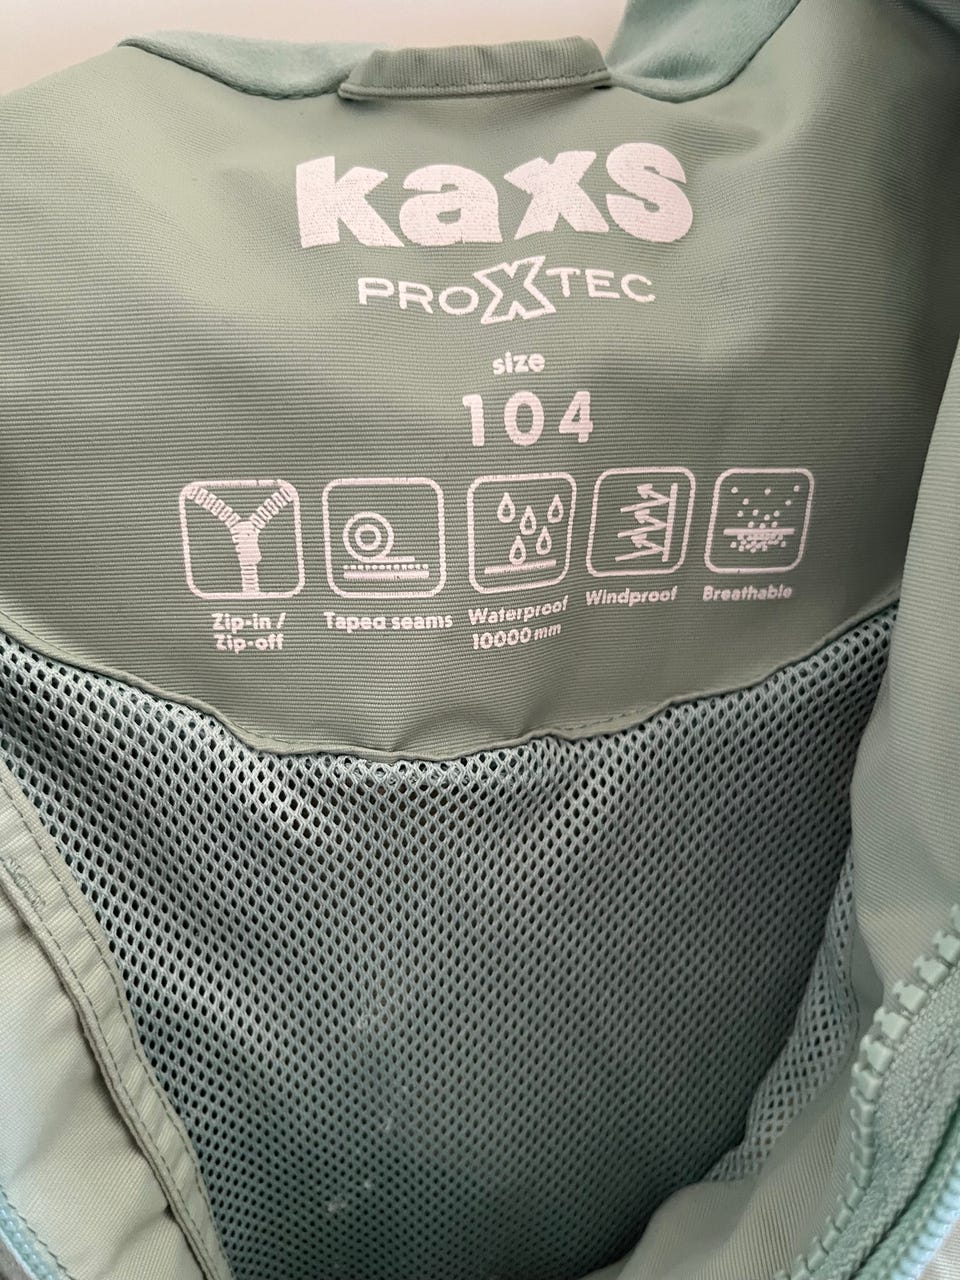 kaxs
PROXTEC
size
104
Zip-in /
Zip-off
Taped seams
Waterproof
10000 mm
Windproof
Breathable